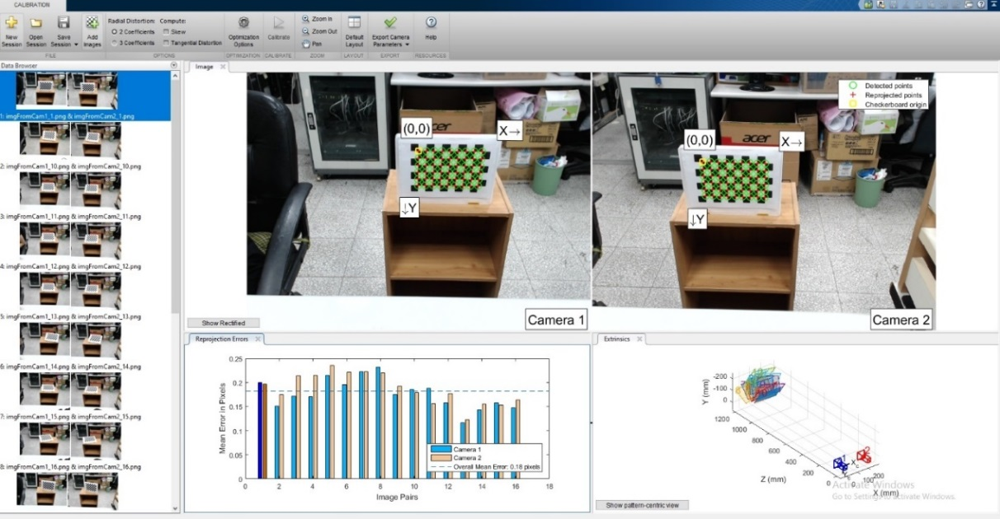 CALIBRATION
New
Session
Open
Session
Save
Session
Add
Images
Radial Distortion:
2 Coefficients
3 Coefficients
Compute:
Skew
Tangential Distortion
Optimization
Options
Calibrate
Zoom In
Zoom Out
Pan
Default
Layout
Export Camera
Parameters
Help
FILE
OPTIONS
OPTIMIZATION
CALIBRATE
ZOOM
LAYOUT
EXPORT
RESOURCES
Data Browser
1: imgFromCam1_1.png & imgFromCam2_1.png
2: imgFromCam1_10.png & imgFromCam2_10.png
3: imgFromCam1_11.png & imgFromCam2_11.png
4: imgFromCam1_12.png & imgFromCam2_12.png
5: imgFromCam1_13.png & imgFromCam2_13.png
6: imgFromCam1_14.png & imgFromCam2_14.png
7: imgFromCam1_15.png & imgFromCam2_15.png
8: imgFromCam1_16.png & imgFromCam2_16.png
Image
(0,0)
X→
↓Y
Camera 1
acer
(0,0)
X→
↓Y
Camera 2
Detected points
Reprojected points
Checkerboard origin
Show Rectified
Reprojection Errors
Mean Error in Pixels
0.25
0.2
0.15
0.1
0.05
0
0 2 4 6 8 10 12 14 16 18
Image Pairs
Camera 1
Camera 2
Overall Mean Error: 0.18 pixels
Extrinsics
Y (mm)
-200
-100
0
1200
1000
800
600
400
200
0
Z (mm)
1
2
0
100
200
X (mm)
Activate Windows
Go to Settings to activate Windows.
Show pattern-centric view